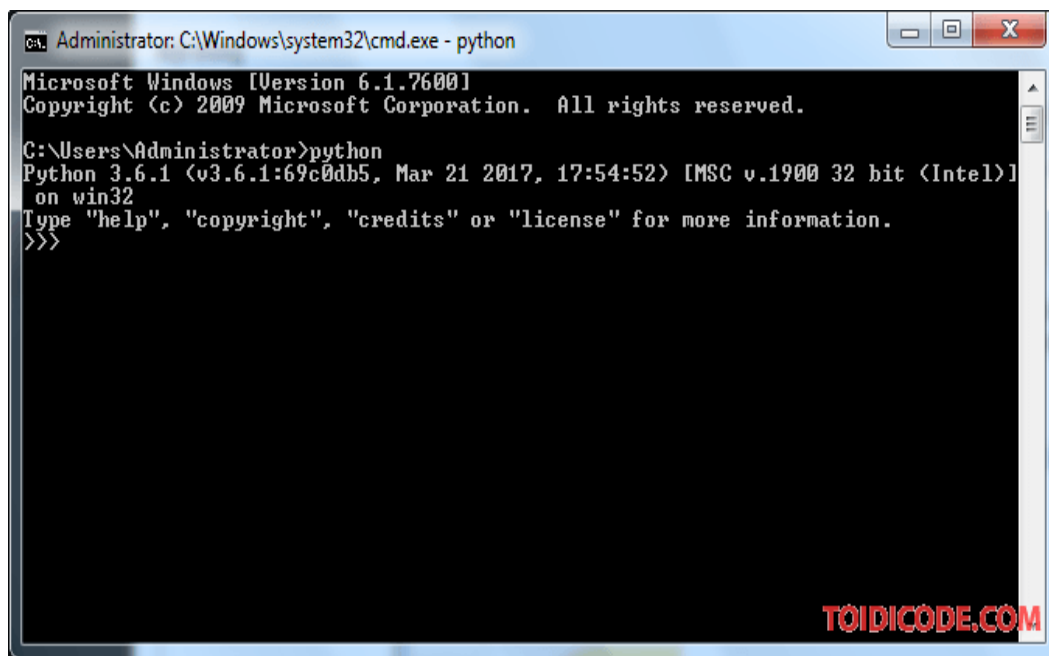 Administrator: C:\Windows\system32\cmd.exe - python
Microsoft Windows [Version 6.1.7600]
Copyright (c) 2009 Microsoft Corporation.  All rights reserved.
C:\Users\Administrator>python
Python 3.6.1 (v3.6.1:69c0db5, Mar 21 2017, 17:54:52) [MSC v.1900 32 bit (Intel)]
on win32
Type "help", "copyright", "credits" or "license" for more information.
>>>
TOIDICODE.COM